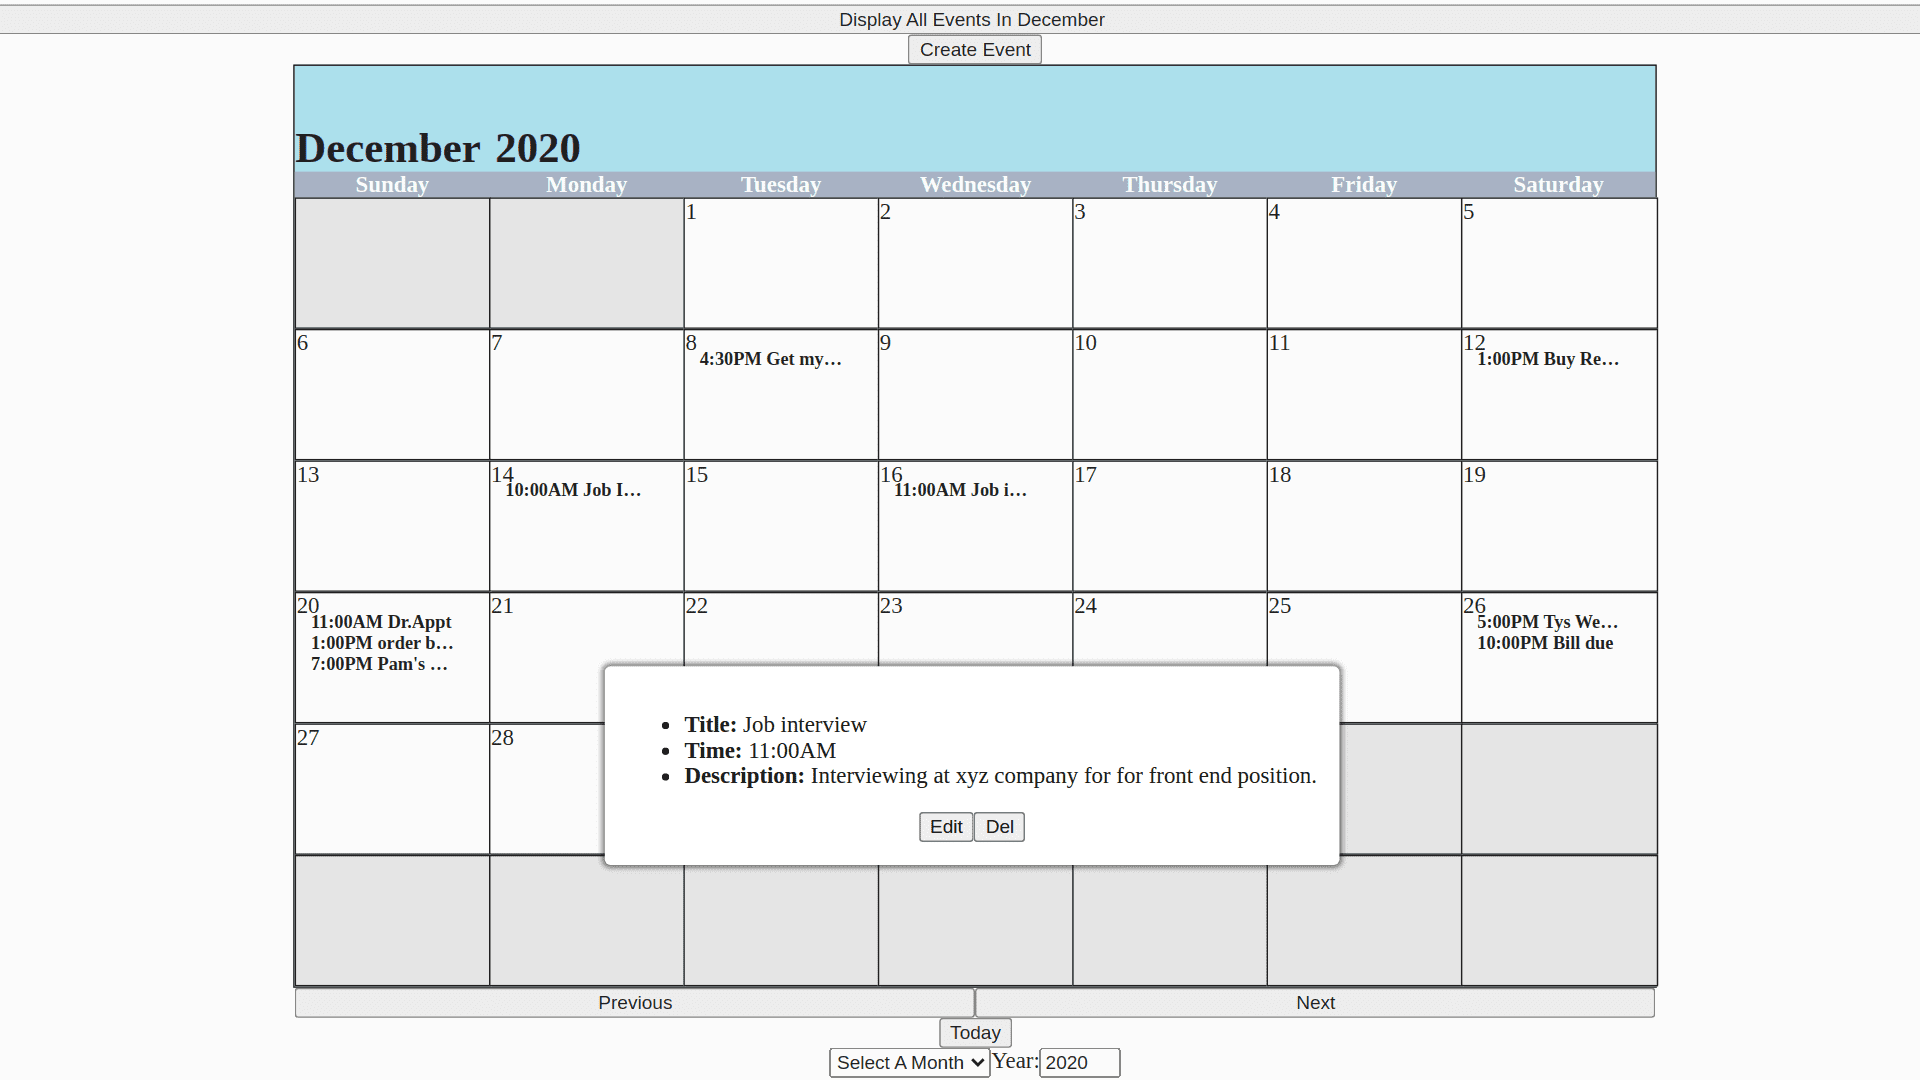 Display All Events In December
Create Event
December 2020
Sunday Monday Tuesday Wednesday Thursday Friday Saturday
1 2 3 4 5
6 7 8 9 10 11 12
4:30PM Get my… 1:00PM Buy Re…
13 14 15 16 17 18 19
10:00AM Job I… 11:00AM Job i…
20 21 22 23 24 25 26
11:00AM Dr.Appt 5:00PM Tys We…
1:00PM order b… 10:00PM Bill due
7:00PM Pam's …
27 28
Title: Job interview
Time: 11:00AM
Description: Interviewing at xyz company for for front end position.
Edit Del
Previous Next
Today
Select A Month Year: 2020